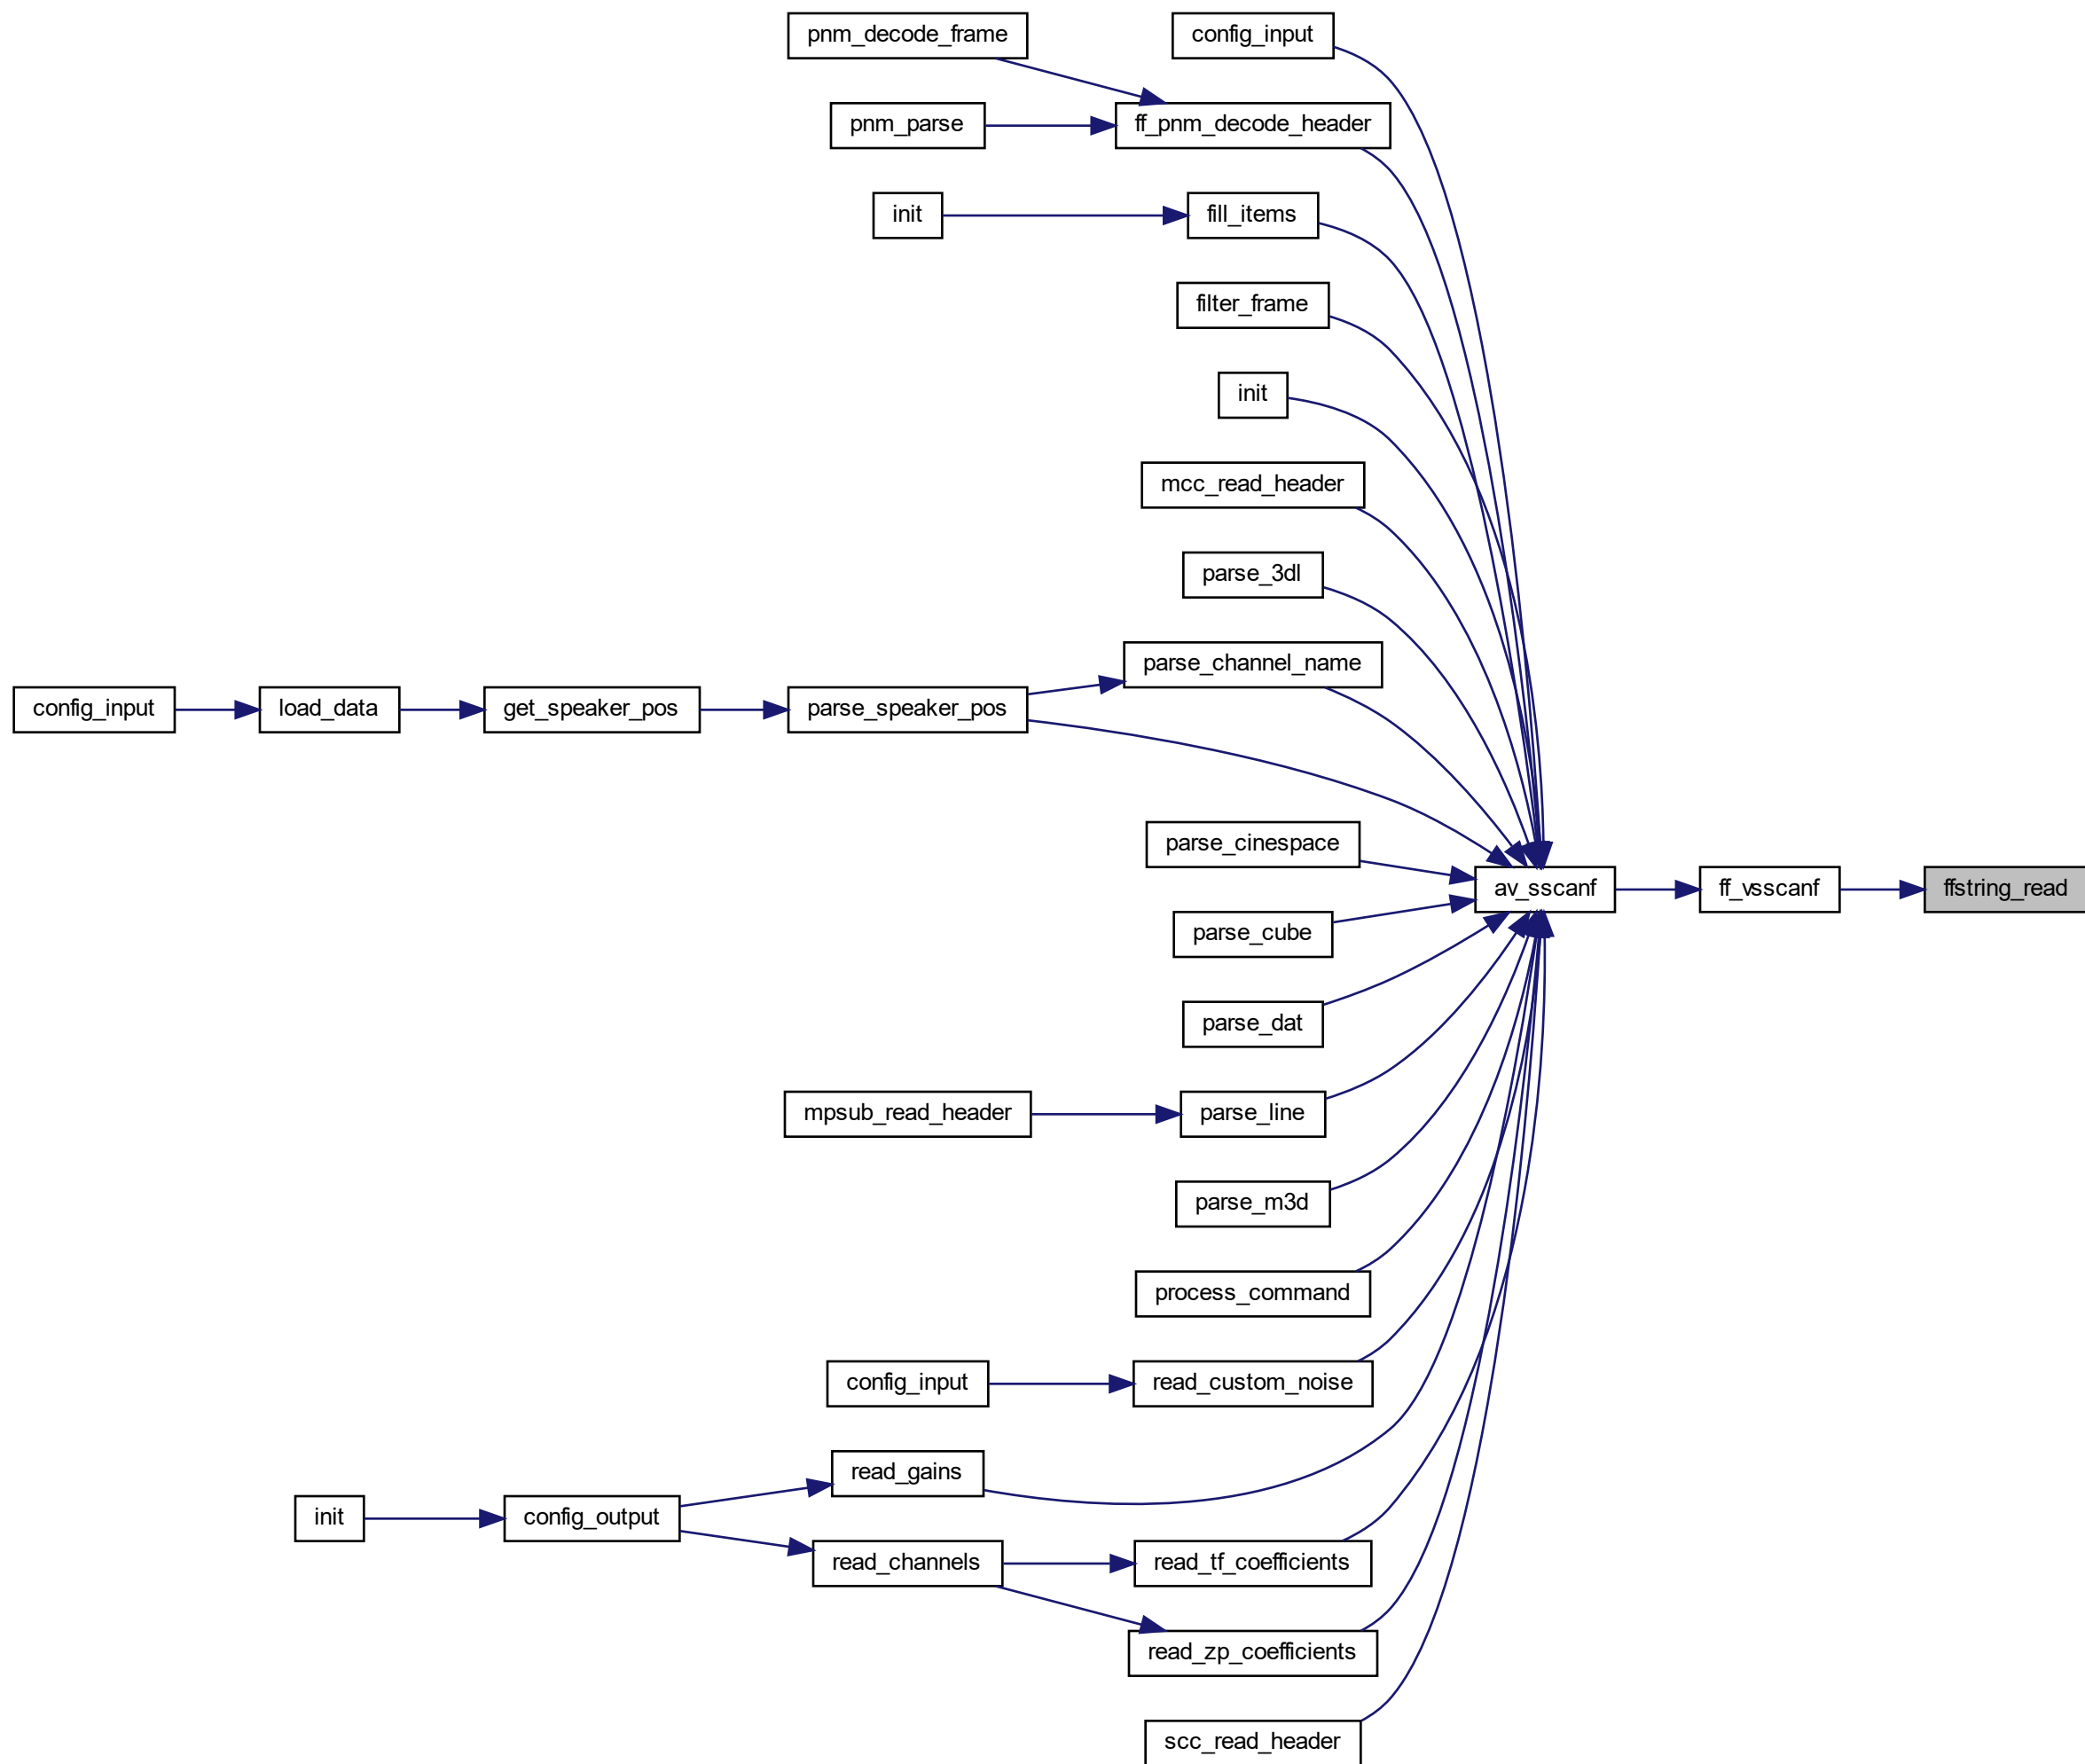 pnm_decode_frame
config_input
pnm_parse
ff_pnm_decode_header
init
fill_items
filter_frame
init
mcc_read_header
parse_3dl
parse_channel_name
config_input
load_data
get_speaker_pos
parse_speaker_pos
parse_cinespace
av_sscanf
ff_vsscanf
ffstring_read
parse_cube
parse_dat
mpsub_read_header
parse_line
parse_m3d
process_command
config_input
read_custom_noise
read_gains
init
config_output
read_channels
read_tf_coefficients
read_zp_coefficients
scc_read_header